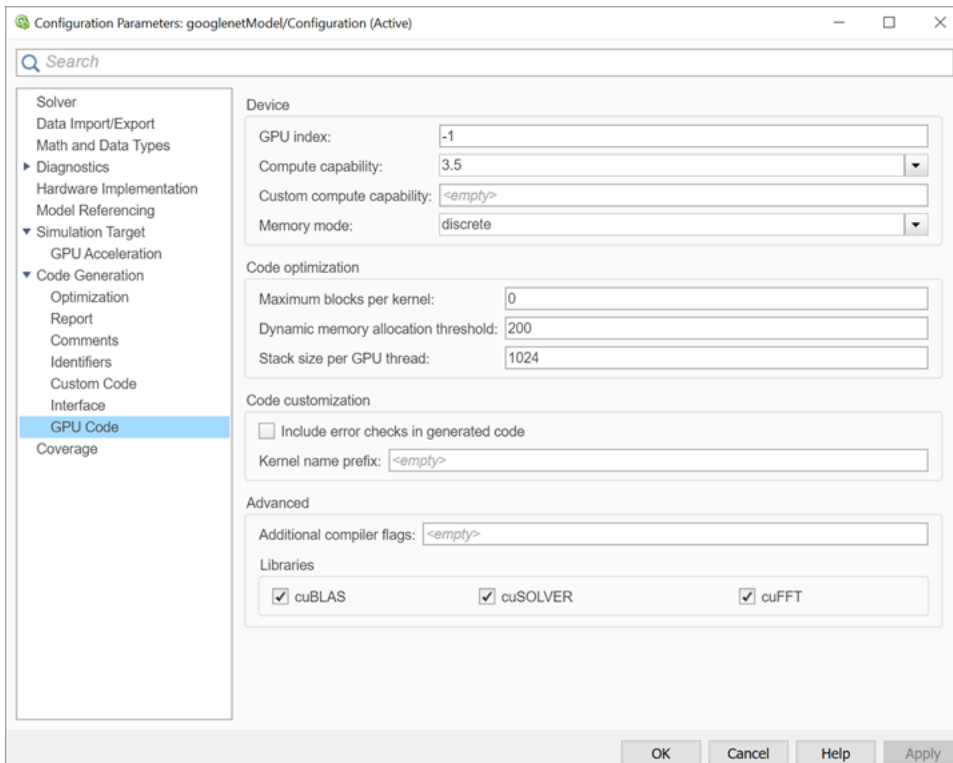 Configuration Parameters: googlenetModel/Configuration (Active)
Search
Solver
Data Import/Export
Math and Data Types
Diagnostics
Hardware Implementation
Model Referencing
Simulation Target
GPU Acceleration
Code Generation
Optimization
Report
Comments
Identifiers
Custom Code
Interface
GPU Code
Coverage
Device
GPU index: -1
Compute capability: 3.5
Custom compute capability: <empty>
Memory mode: discrete
Code optimization
Maximum blocks per kernel: 0
Dynamic memory allocation threshold: 200
Stack size per GPU thread: 1024
Code customization
Include error checks in generated code
Kernel name prefix: <empty>
Advanced
Additional compiler flags: <empty>
Libraries
cuBLAS cuSOLVER cuFFT
OK Cancel Help Apply